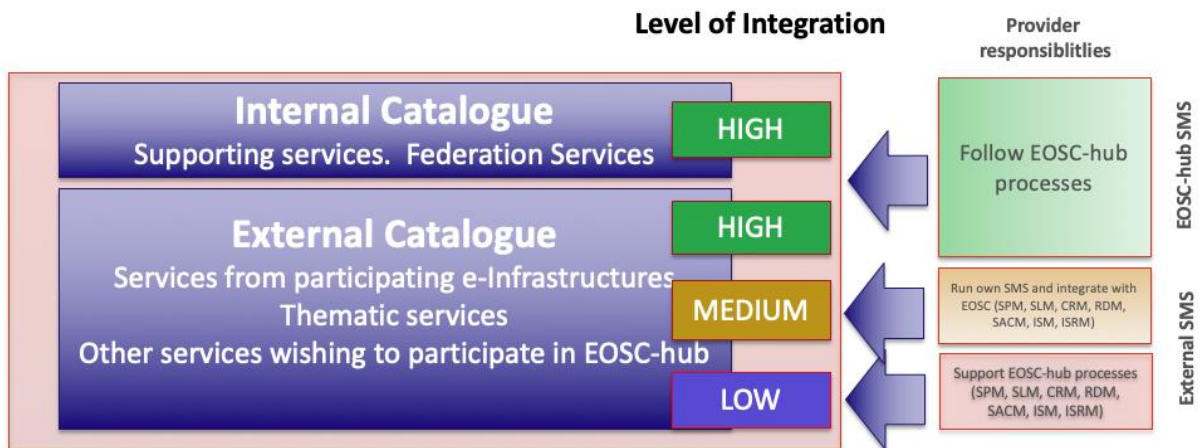 Level of Integration
Provider
responsiblitlies
Internal Catalogue
Supporting services.  Federation Services
HIGH
External Catalogue
Services from participating e-Infrastructures
Thematic services
Other services wishing to participate in EOSC-hub
HIGH
MEDIUM
LOW
Follow EOSC-hub
processes
Run own SMS and integrate with
EOSC (SPM, SLM, CRM, RDM,
SACM, ISM, ISRM)
Support EOSC-hub processes
(SPM, SLM, CRM, RDM,
SACM, ISM, ISRM)
EOSC-hub SMS
External SMS